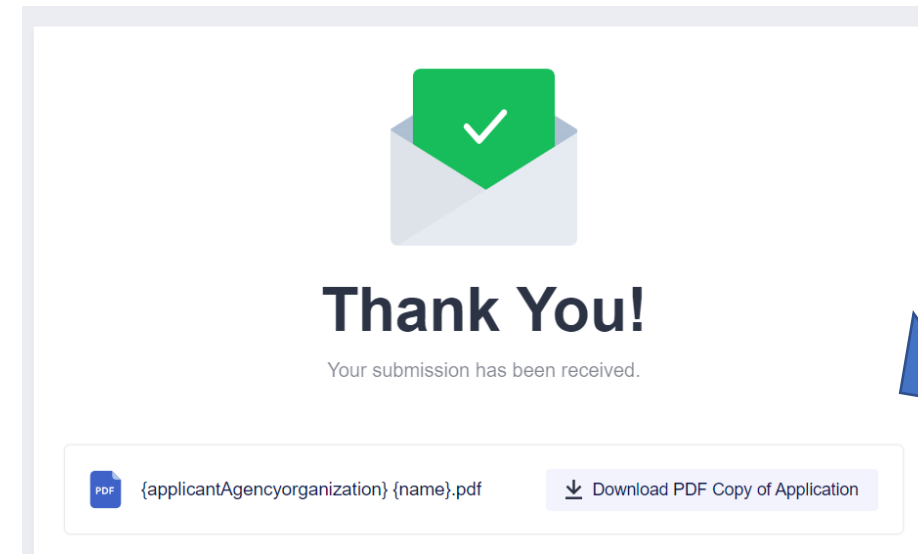 Thank You!
Your submission has been received.
PDF {applicantAgencyorganization} {name}.pdf Download PDF Copy of Application